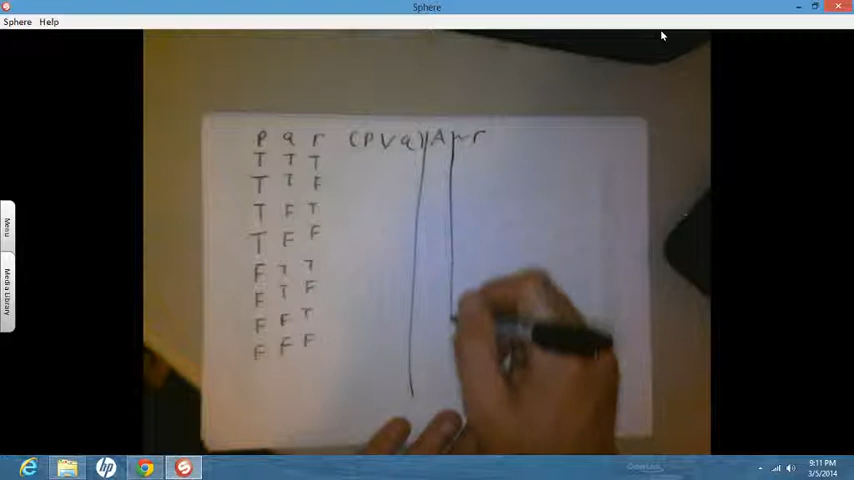 Sphere
Sphere Help
Menu
Media Library
p q r (p V q) Λ ~r
T T T
T T F
T F T
T F F
F T T
F T F
F F T
F F F
9:11 PM
3/5/2014